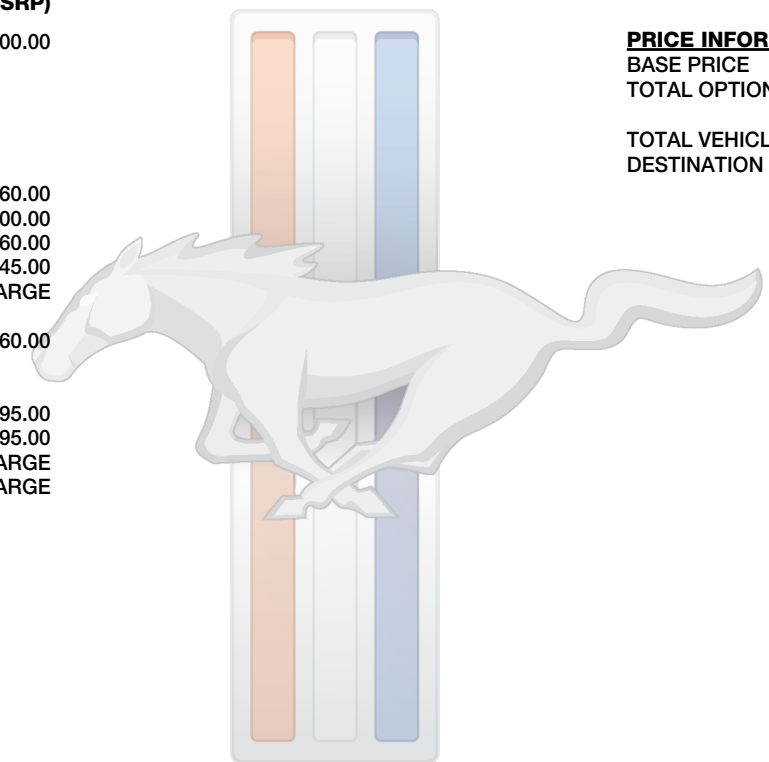 SRP)
00.00
60.00
00.00
60.00
45.00
ARGE
60.00
95.00
95.00
ARGE
ARGE
PRICE INFOR
BASE PRICE
TOTAL OPTION
TOTAL VEHICL
DESTINATION